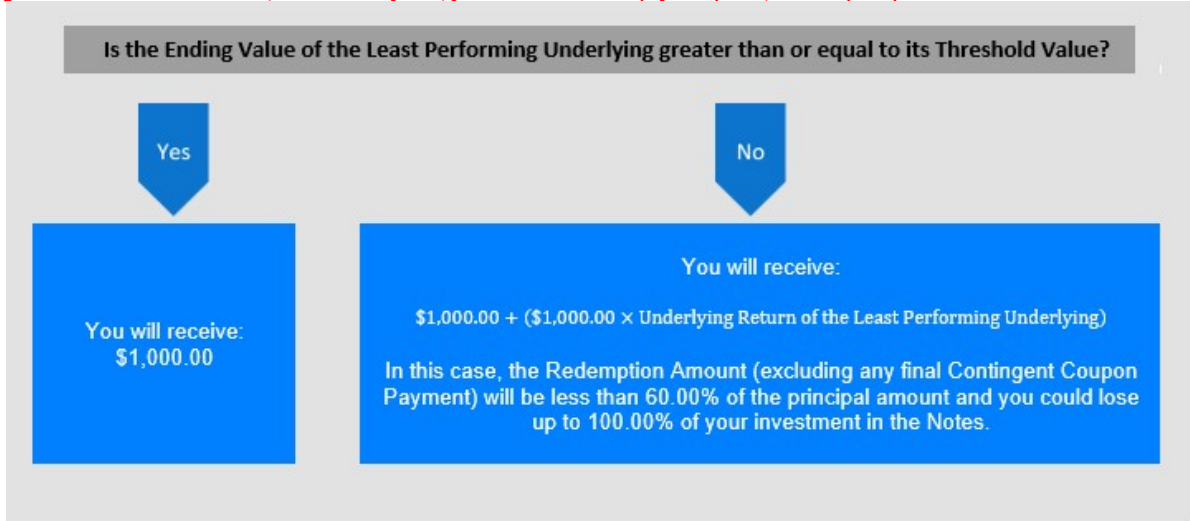 Is the Ending Value of the Least Performing Underlying greater than or equal to its Threshold Value?
Yes
No
You will receive:
$1,000.00
You will receive:
$1,000.00 + ($1,000.00 × Underlying Return of the Least Performing Underlying)
In this case, the Redemption Amount (excluding any final Contingent Coupon
Payment) will be less than 60.00% of the principal amount and you could lose
up to 100.00% of your investment in the Notes.